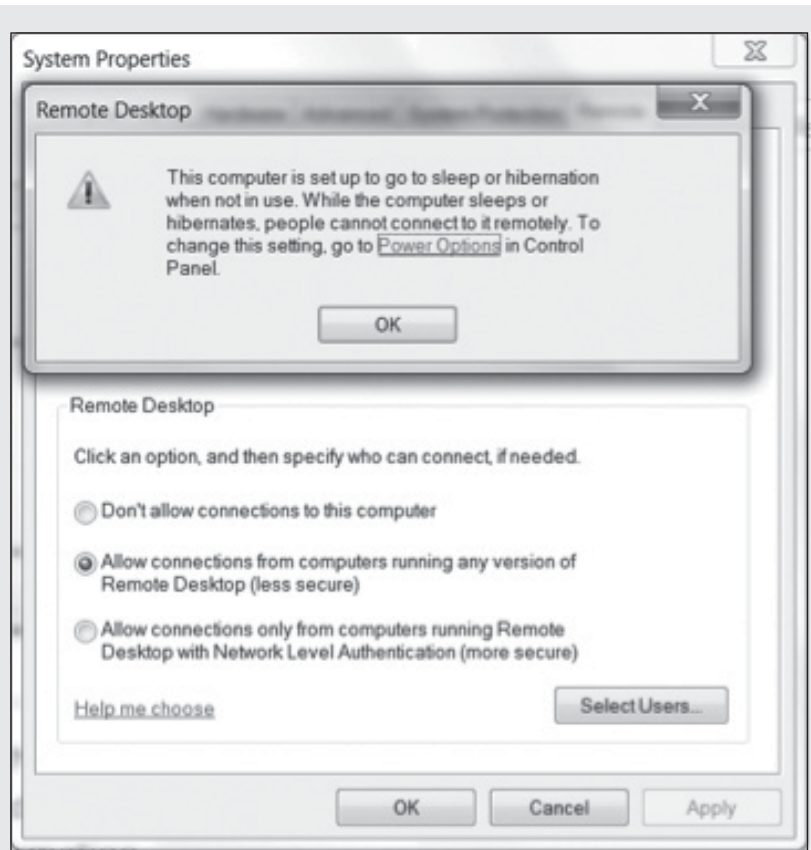 System Properties
Remote Desktop
This computer is set up to go to sleep or hibernation
when not in use. While the computer sleeps or
hibernates, people cannot connect to it remotely. To
change this setting, go to Power Options in Control
Panel.
OK
Remote Desktop
Click an option, and then specify who can connect, if needed.
Don't allow connections to this computer
Allow connections from computers running any version of
Remote Desktop (less secure)
Allow connections only from computers running Remote
Desktop with Network Level Authentication (more secure)
Help me choose
Select Users...
OK
Cancel
Apply